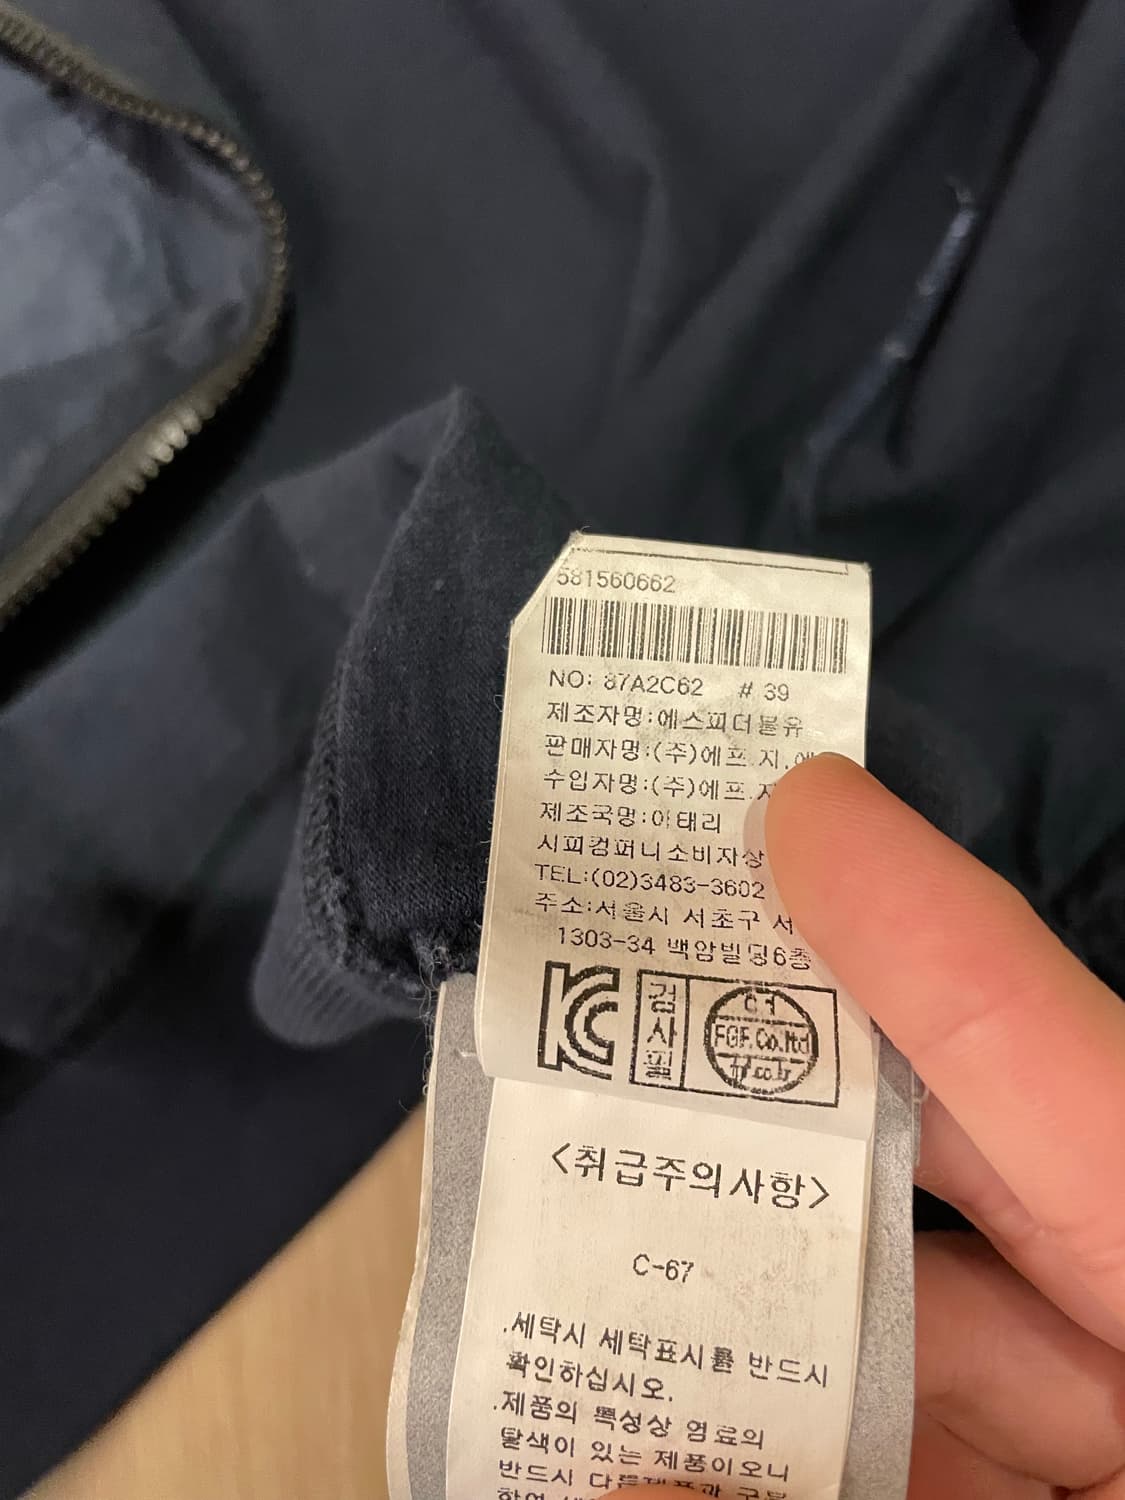 581560662
NO: 87A2C62 # 39
제조자명:에스피더블유
판매자명:(주)에프.지.에
수입자명:(주)에프.지
제조국명:이태리
시피컴퍼니소비자상
TEL:(02)3483-3602
주소:서울시 서초구 서
1303-34 백암빌딩6층
KC
검사필
01
FGF.Co.ltd
<취급주의사항>
C-67
.세탁시 세탁표시를 반드시
확인하십시오.
.제품의 특성상 염료의
탈색이 있는 제품이오니
반드시 다른제품과 구분
하여